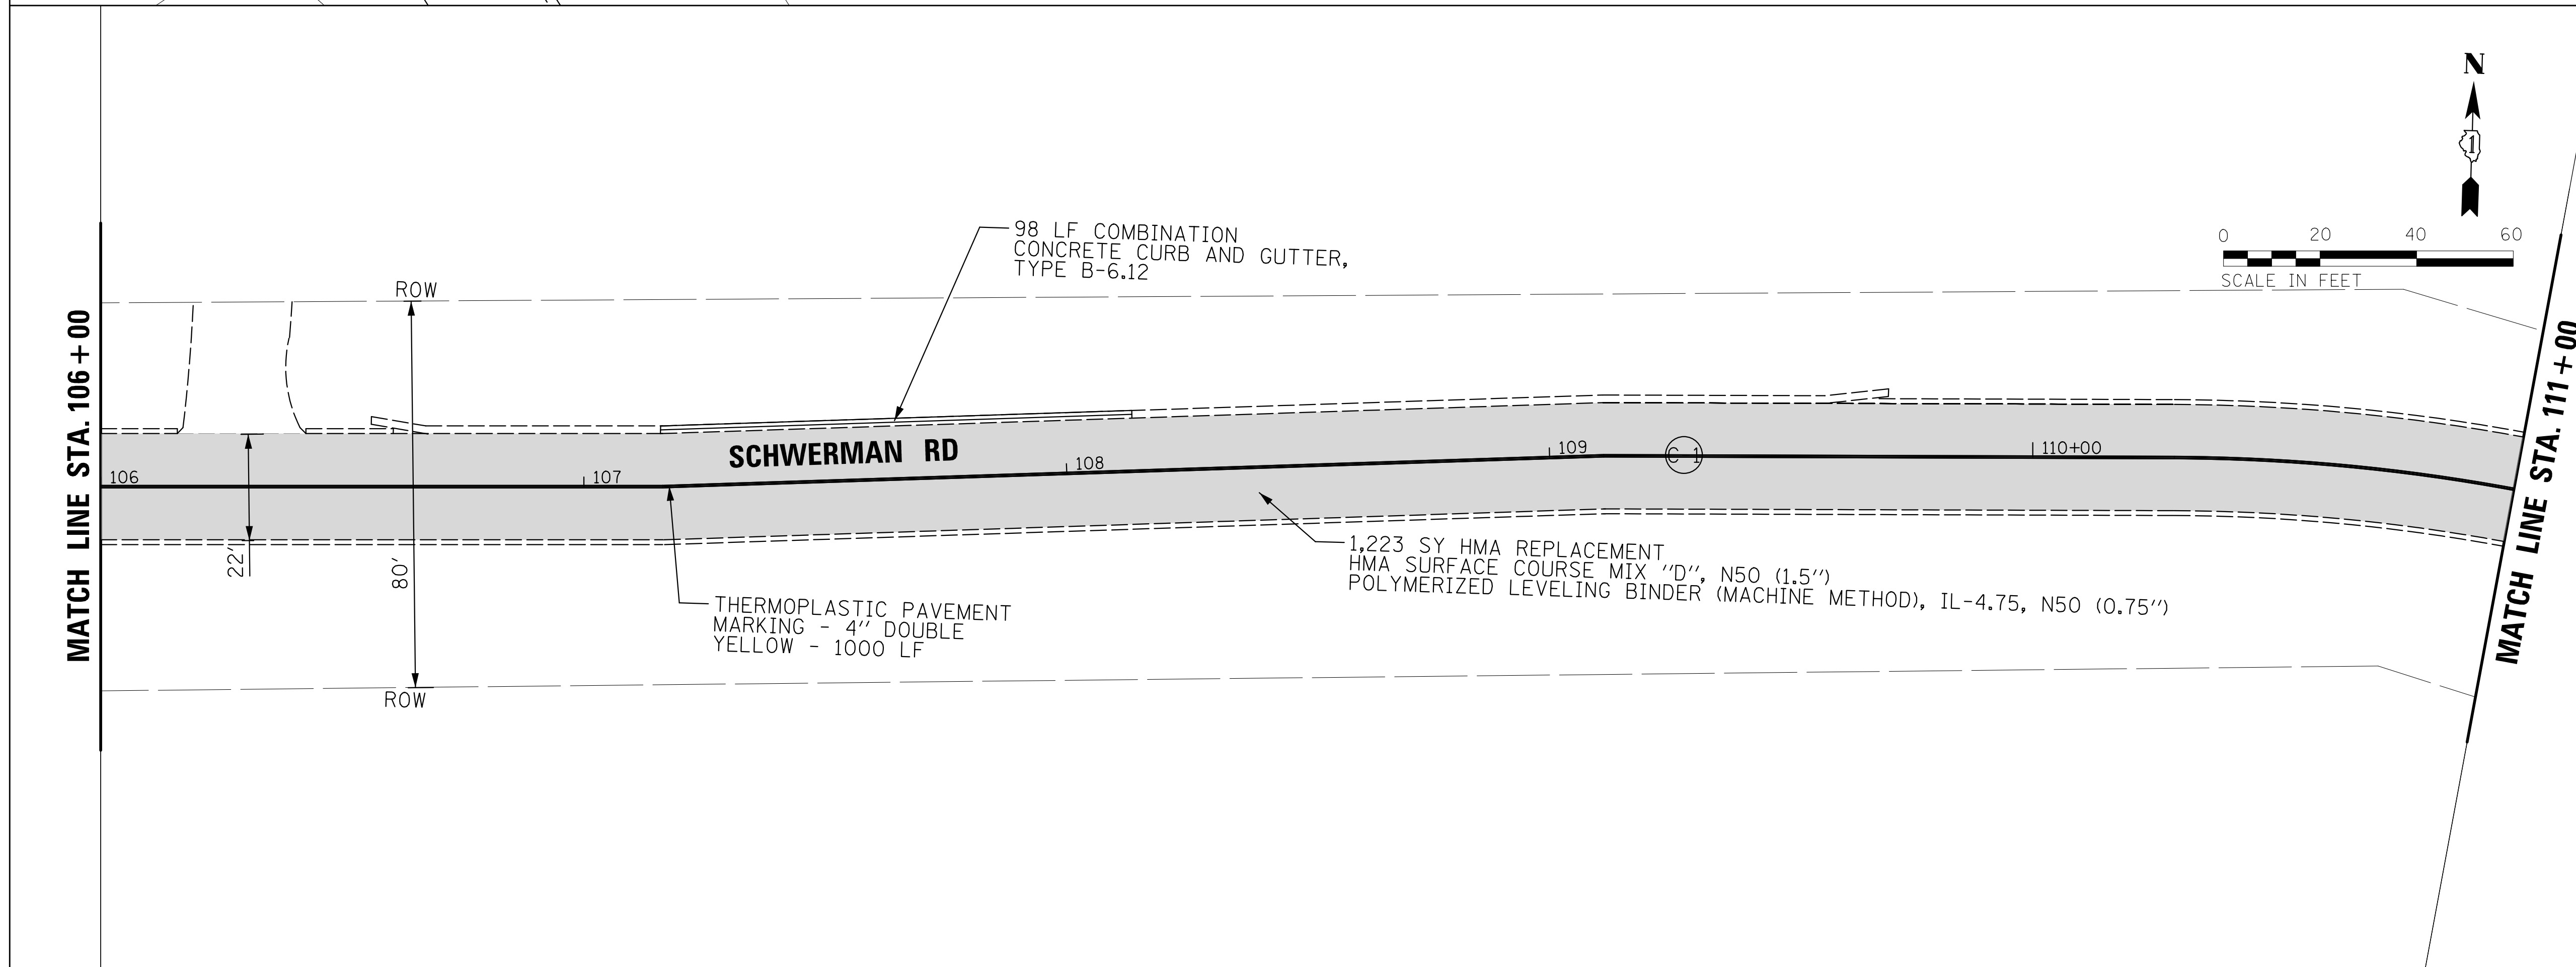 N
1
0 20 40 60
SCALE IN FEET
98 LF COMBINATION
CONCRETE CURB AND GUTTER,
TYPE B-6.12
ROW
MATCH LINE STA. 106+00
MATCH LINE STA. 111+00
SCHWERMAN RD
106
107
108
109
C 1
110+00
22'
80'
1,223 SY HMA REPLACEMENT
HMA SURFACE COURSE MIX "D", N50 (1.5")
POLYMERIZED LEVELING BINDER (MACHINE METHOD), IL-4.75, N50 (0.75")
THERMOPLASTIC PAVEMENT
MARKING - 4" DOUBLE
YELLOW - 1000 LF
ROW